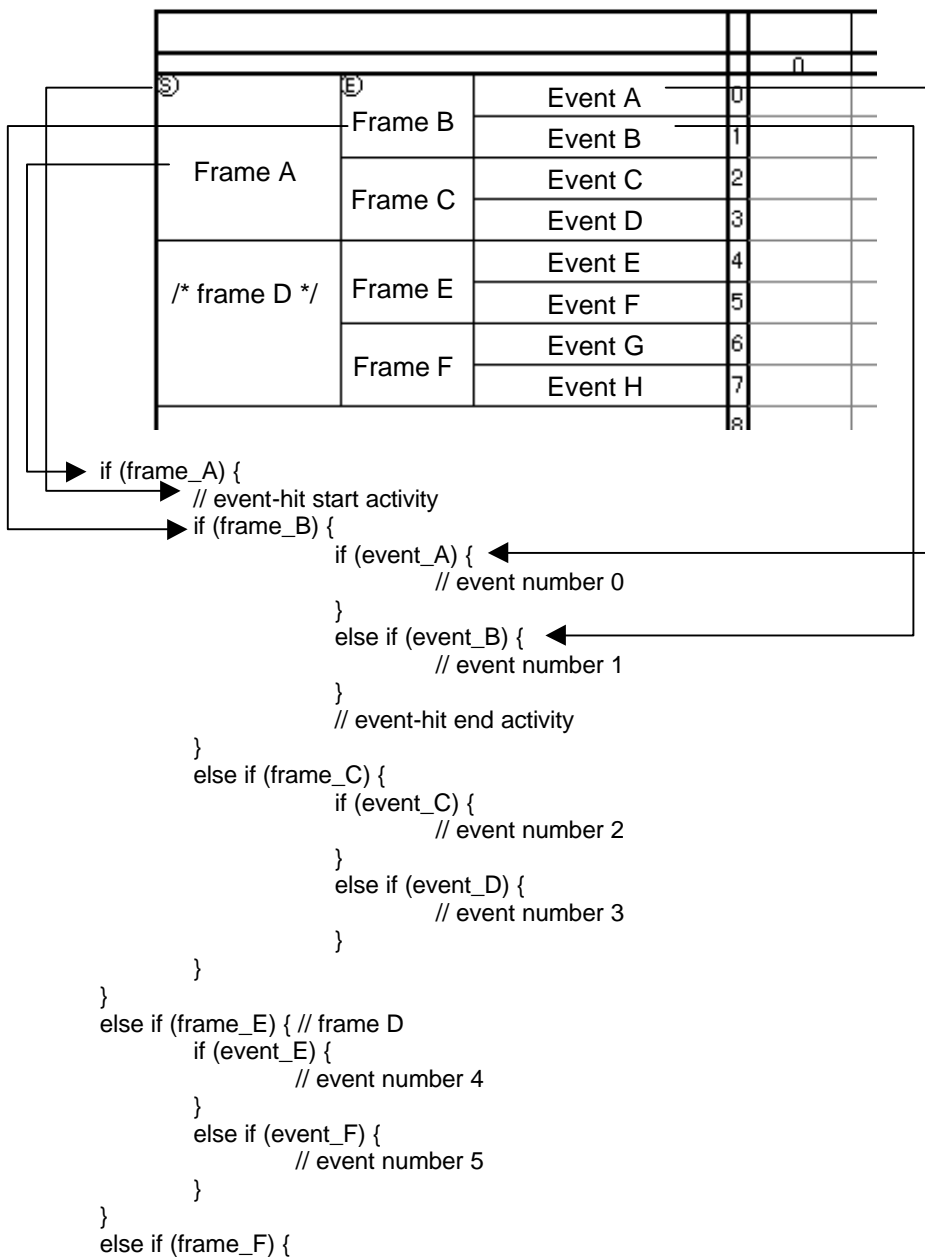 0
Ⓢ Ⓔ Event A 0
Frame B
Event B 1
Frame A
Event C 2
Frame C
Event D 3
Event E 4
/* frame D */ Frame E
Event F 5
Event G 6
Frame F
Event H 7
8
if (frame_A) {
// event-hit start activity
if (frame_B) {
if (event_A) {
// event number 0
}
else if (event_B) {
// event number 1
}
// event-hit end activity
}
else if (frame_C) {
if (event_C) {
// event number 2
}
else if (event_D) {
// event number 3
}
}
}
else if (frame_E) { // frame D
if (event_E) {
// event number 4
}
else if (event_F) {
// event number 5
}
}
else if (frame_F) {